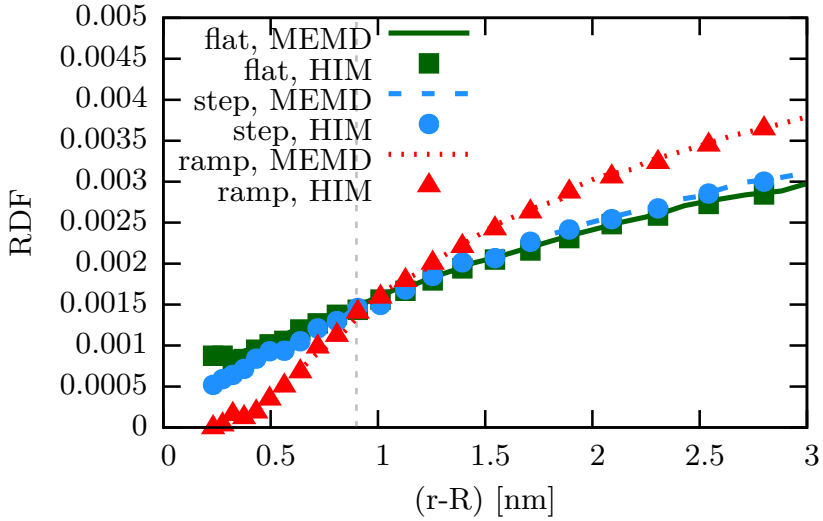 0.005
0.0045
0.004
0.0035
0.003
0.0025
0.002
0.0015
0.001
0.0005
0
RDF
flat, MEMD
flat, HIM
step, MEMD
step, HIM
ramp, MEMD
ramp, HIM
0 0.5 1 1.5 2 2.5 3
(r-R) [nm]